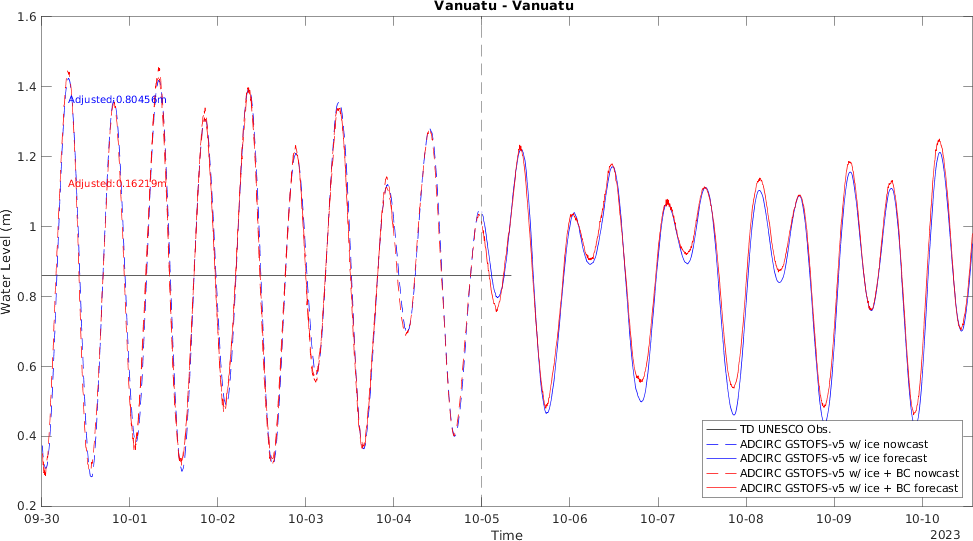 Vanuatu - Vanuatu
1.6
1.4
1.2
1
0.8
0.6
0.4
0.2
Water Level (m)
Adjusted:0.80456m
Adjusted:0.16219m
TD UNESCO Obs.
ADCIRC GSTOFS-v5 w/ ice nowcast
ADCIRC GSTOFS-v5 w/ ice forecast
ADCIRC GSTOFS-v5 w/ ice + BC nowcast
ADCIRC GSTOFS-v5 w/ ice + BC forecast
09-30 10-01 10-02 10-03 10-04 10-05 10-06 10-07 10-08 10-09 10-10
Time
2023